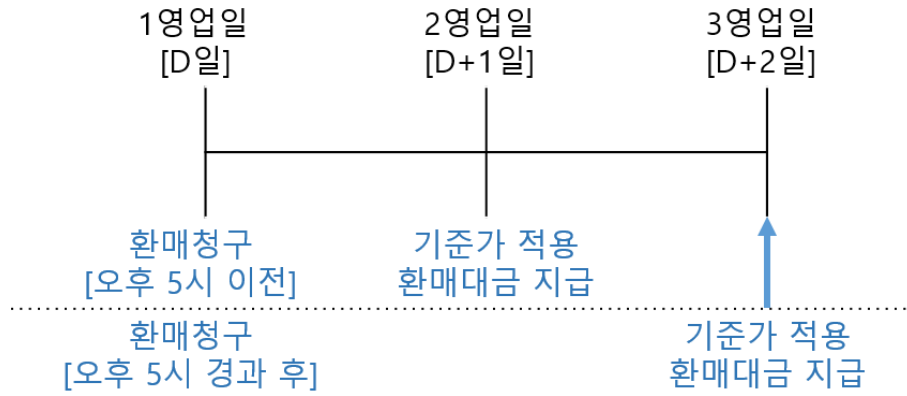 1영업일
[D일]
2영업일
[D+1일]
3영업일
[D+2일]
환매청구
[오후 5시 이전]
기준가 적용
환매대금 지급
환매청구
[오후 5시 경과 후]
기준가 적용
환매대금 지급